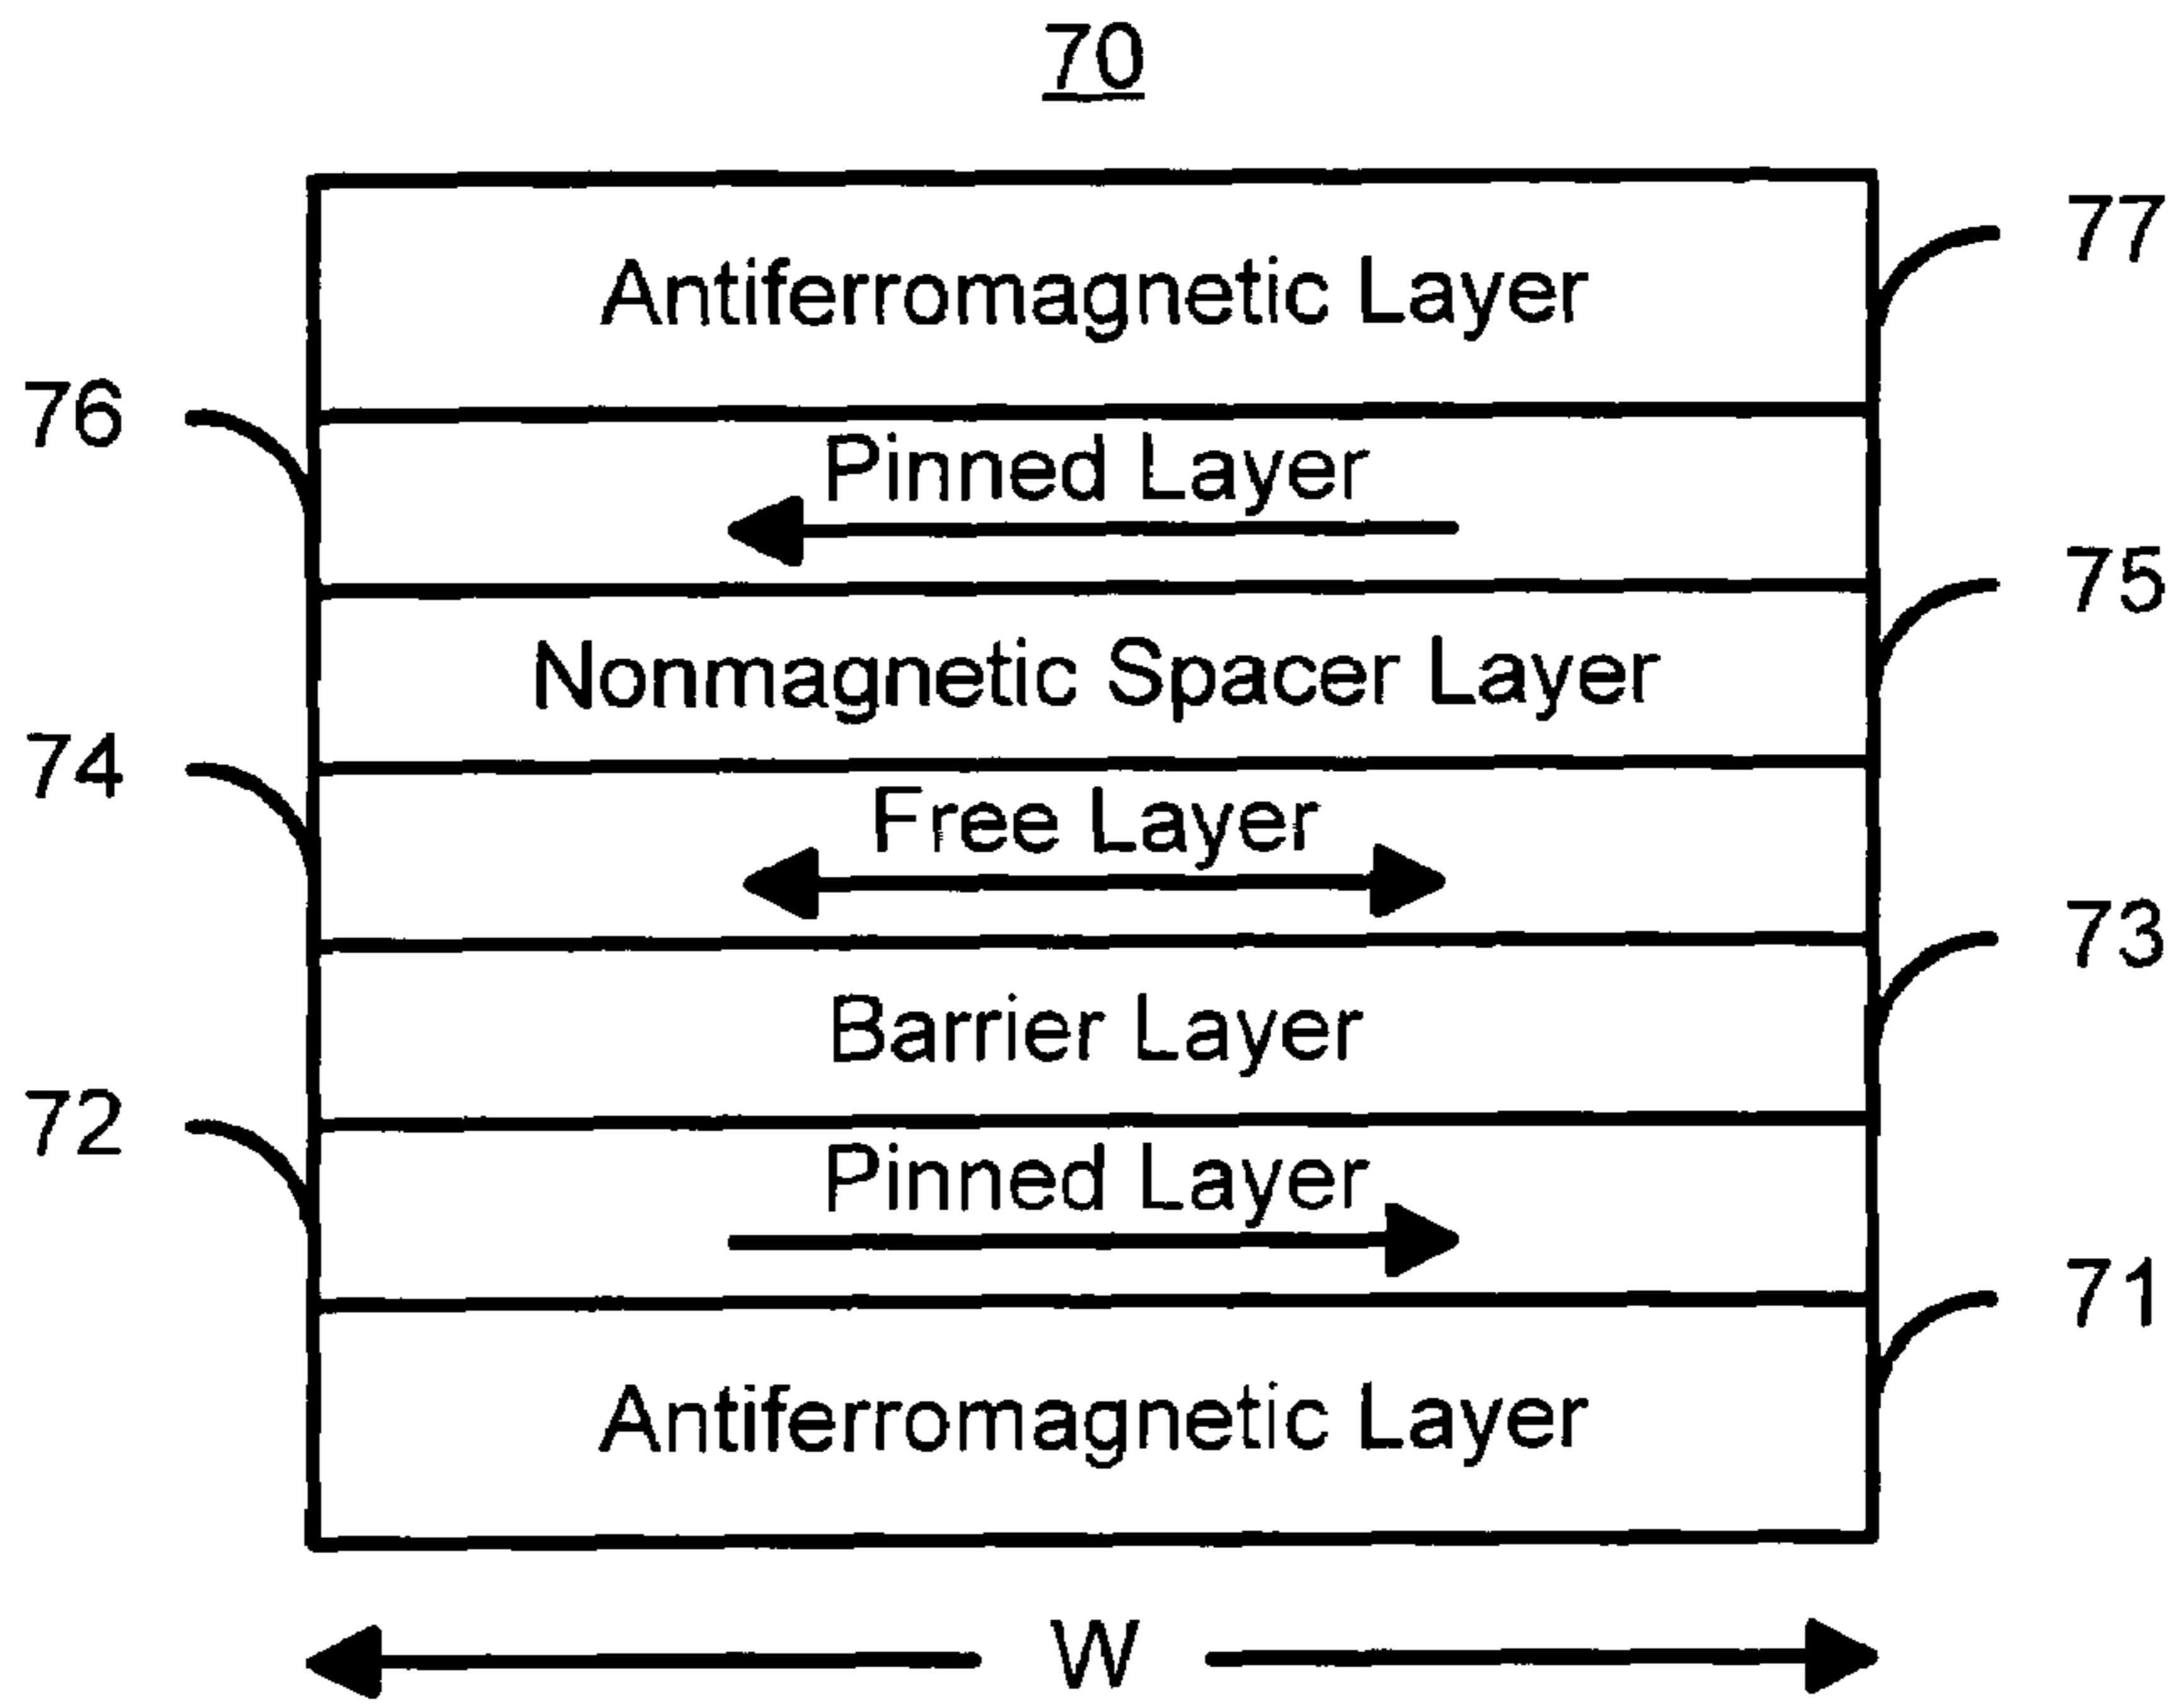 70
Antiferromagnetic Layer
77
76
Pinned Layer
75
Nonmagnetic Spacer Layer
74
Free Layer
73
Barrier Layer
72
Pinned Layer
71
Antiferromagnetic Layer
W